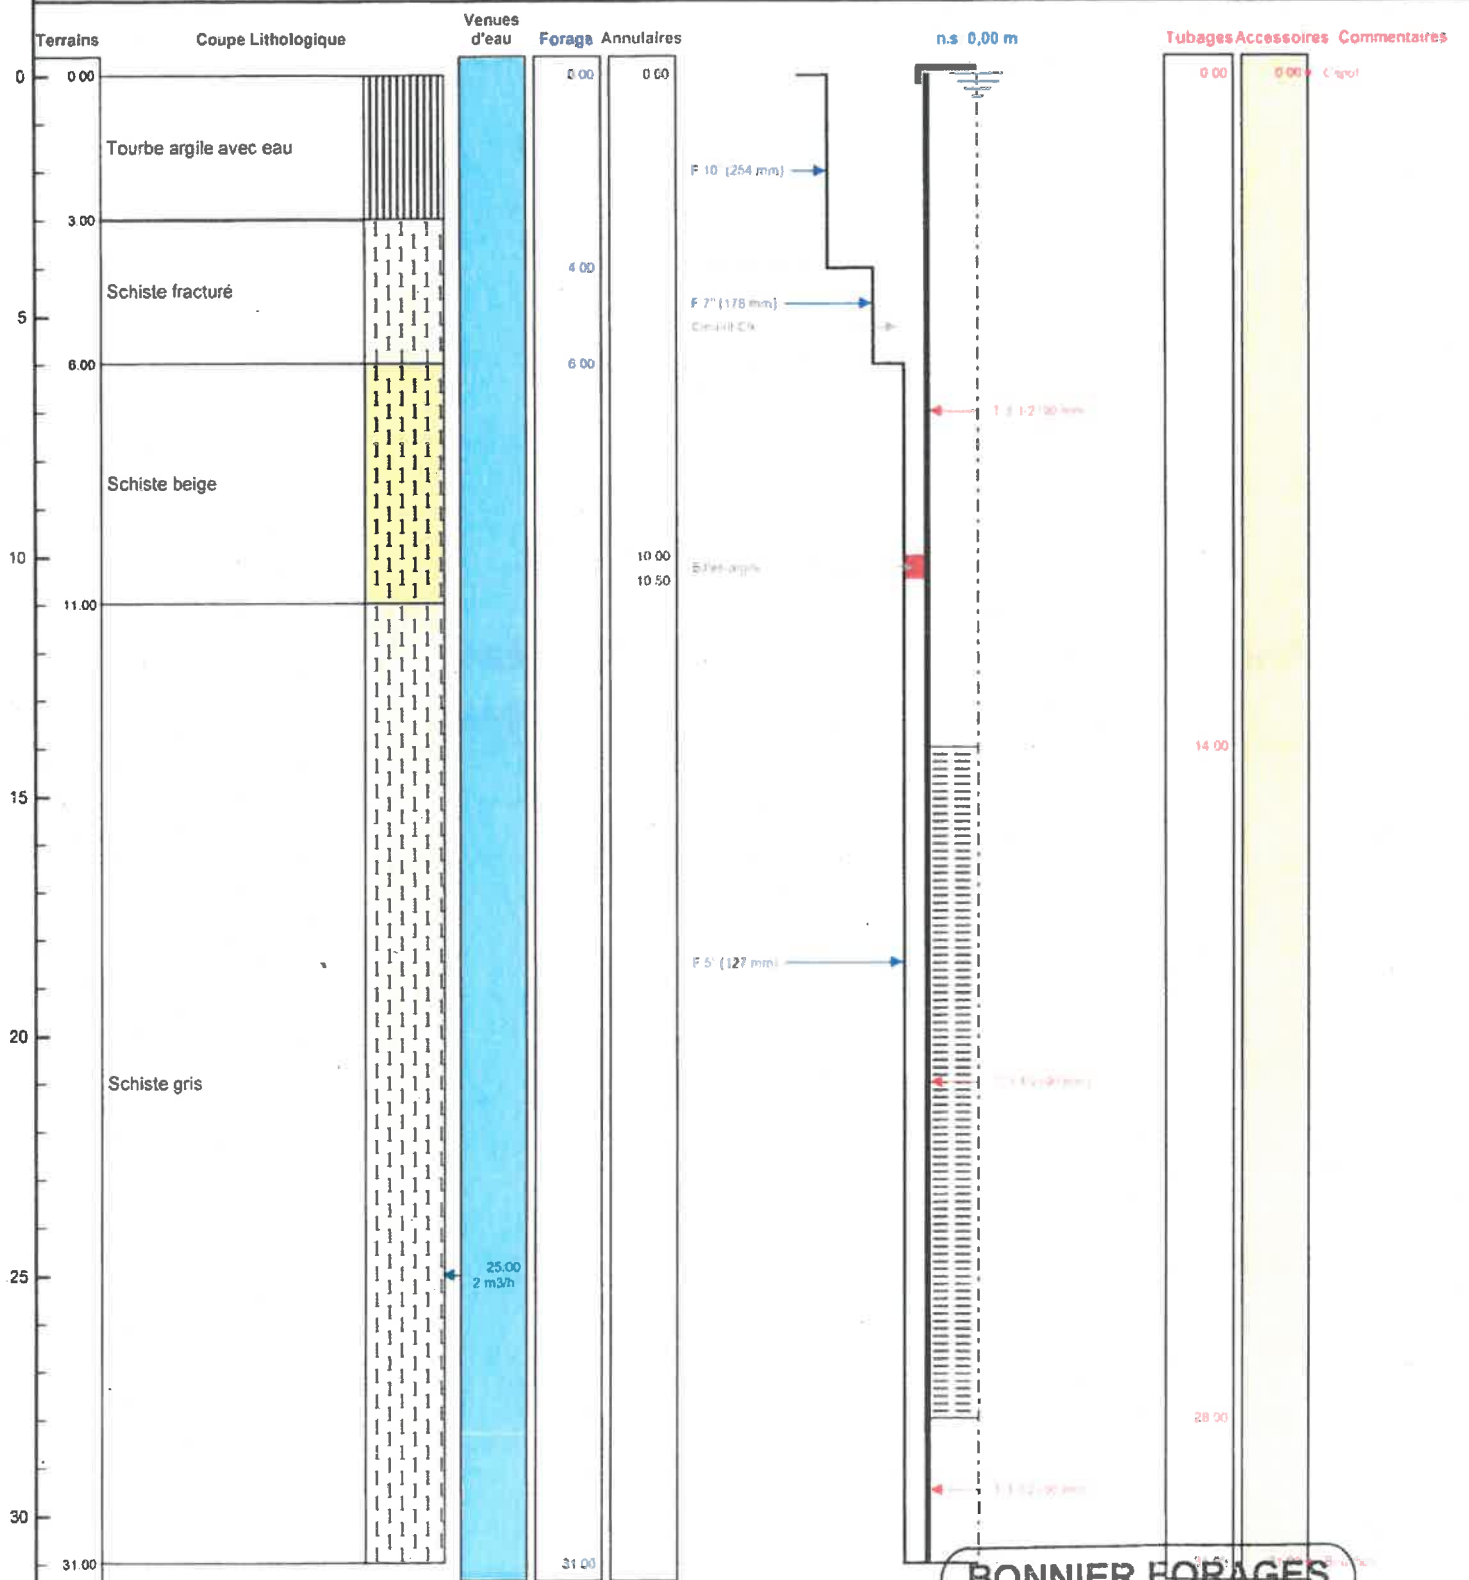 Venues
Terrains Coupe Lithologique d'eau Forage Annulaires n.s 0,00 m Tubages Accessoires Commentaires
0 0.00 0.00 0.00 0.00 0.00 Capot
Tourbe argile avec eau
F 10" (254 mm)
3.00
4.00
Schiste fracturé
F 7" (178 mm)
5
6.00 6.00
Schiste beige
10 10.00
10.50
11.00
14.00
15
F 5" (127 mm)
20
Schiste gris
25 25.00
2 m3/h
28.00
30
31.00 31.00
BONNIER FORAGES